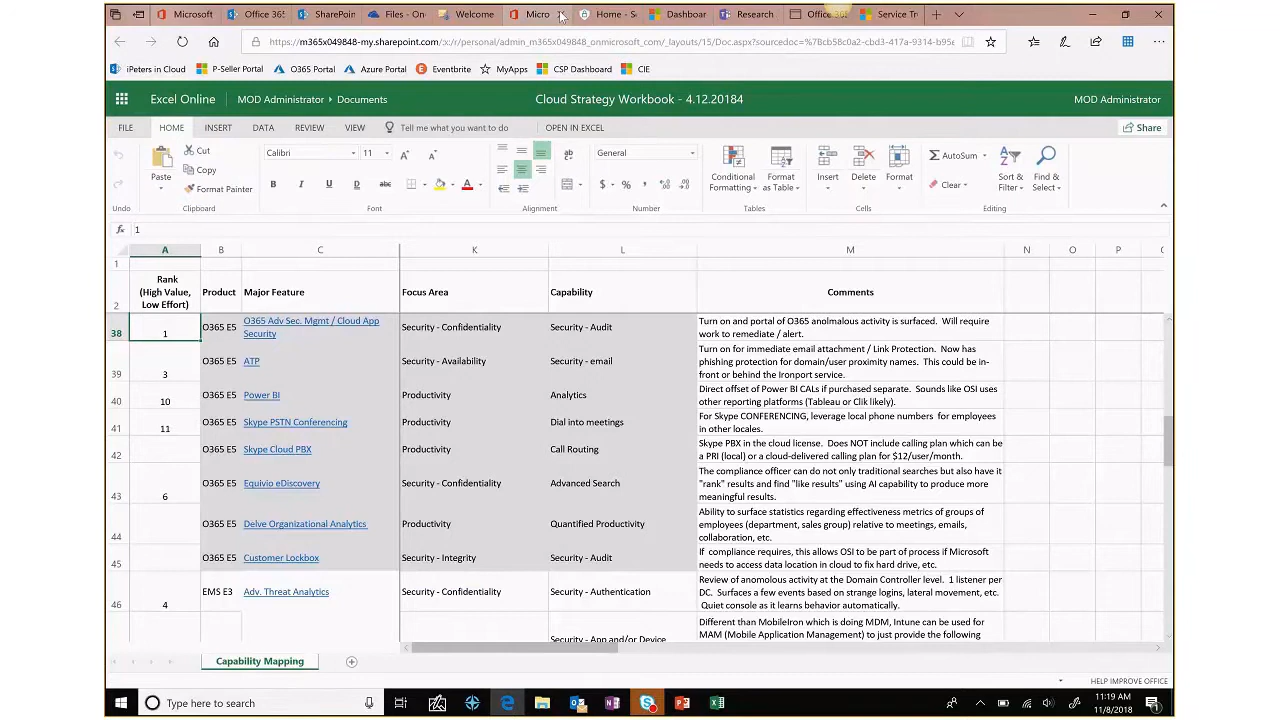 Microsoft
Office 365
SharePoin
Files - On
Welcome
Micro
Home - S
Dashboar
Research
Office 365
Service Tr
https://m365x049848-my.sharepoint.com/:x:/r/personal/admin_m365x049848_onmicrosoft_com/_layouts/15/Doc.aspx?sourcedoc=%7bcb58c0a2-cbd3-417a-9314-b95e
iPeters in Cloud
P-Seller Portal
O365 Portal
Azure Portal
Eventbrite
MyApps
CSP Dashboard
CIE
Excel Online
MOD Administrator
Documents
Cloud Strategy Workbook - 4.12.20184
MOD Administrator
FILE
HOME
INSERT
DATA
REVIEW
VIEW
Tell me what you want to do
OPEN IN EXCEL
Share
Paste
Cut
Copy
Format Painter
Calibri
11
B I U D abc
General
$ % ,
Conditional Formatting
Format as Table
Insert
Delete
Format
AutoSum
Clear
Sort & Filter
Find & Select
Undo
Clipboard
Font
Alignment
Number
Tables
Cells
Editing
fx 1
A B C K L M N O P
1
2
Rank
(High Value,
Low Effort)
Product
Major Feature
Focus Area
Capability
Comments
38
1
O365 E5
O365 Adv Sec. Mgmt / Cloud App
Security
Security - Confidentiality
Security - Audit
Turn on and portal of O365 anolmalous activity is surfaced. Will require
work to remediate / alert.
39
3
O365 E5
ATP
Security - Availability
Security - email
Turn on for immediate email attachment / Link Protection. Now has
phishing protection for domain/user proximity names. This could be in-
front or behind the Ironport service.
40
10
O365 E5
Power BI
Productivity
Analytics
Direct offset of Power BI CALs if purchased separate. Sounds like OSI uses
other reporting platforms (Tableau or Clik likely).
41
11
O365 E5
Skype PSTN Conferencing
Productivity
Dial into meetings
For Skype CONFERENCING, leverage local phone numbers for employees
in other locales.
42
O365 E5
Skype Cloud PBX
Productivity
Call Routing
Skype PBX in the cloud license. Does NOT include calling plan which can be
a PRI (local) or a cloud-delivered calling plan for $12/user/month.
43
6
O365 E5
Equivio eDiscovery
Security - Confidentiality
Advanced Search
The compliance officer can do not only traditional searches but also have it
"rank" results and find "like results" using AI capability to produce more
meaningful results.
44
O365 E5
Delve Organizational Analytics
Productivity
Quantified Productivity
Ability to surface statistics regarding effectiveness metrics of groups of
employees (department, sales group) relative to meetings, emails,
collaboration, etc.
45
O365 E5
Customer Lockbox
Security - Integrity
Security - Audit
If compliance requires, this allows OSI to be part of process if Microsoft
needs to access data location in cloud to fix hard drive, etc.
46
4
EMS E3
Adv. Threat Analytics
Security - Confidentiality
Security - Authentication
Review of anomolous activity at the Domain Controller level. 1 listener per
DC. Surfaces a few events based on strange logins, lateral movement, etc.
Quiet console as it learns behavior automatically.
Security - App and/or Device
Different than MobileIron which is doing MDM, Intune can be used for
MAM (Mobile Application Management) to just provide the following
Capability Mapping
HELP IMPROVE OFFICE
Type here to search
11:19 AM
11/8/2018